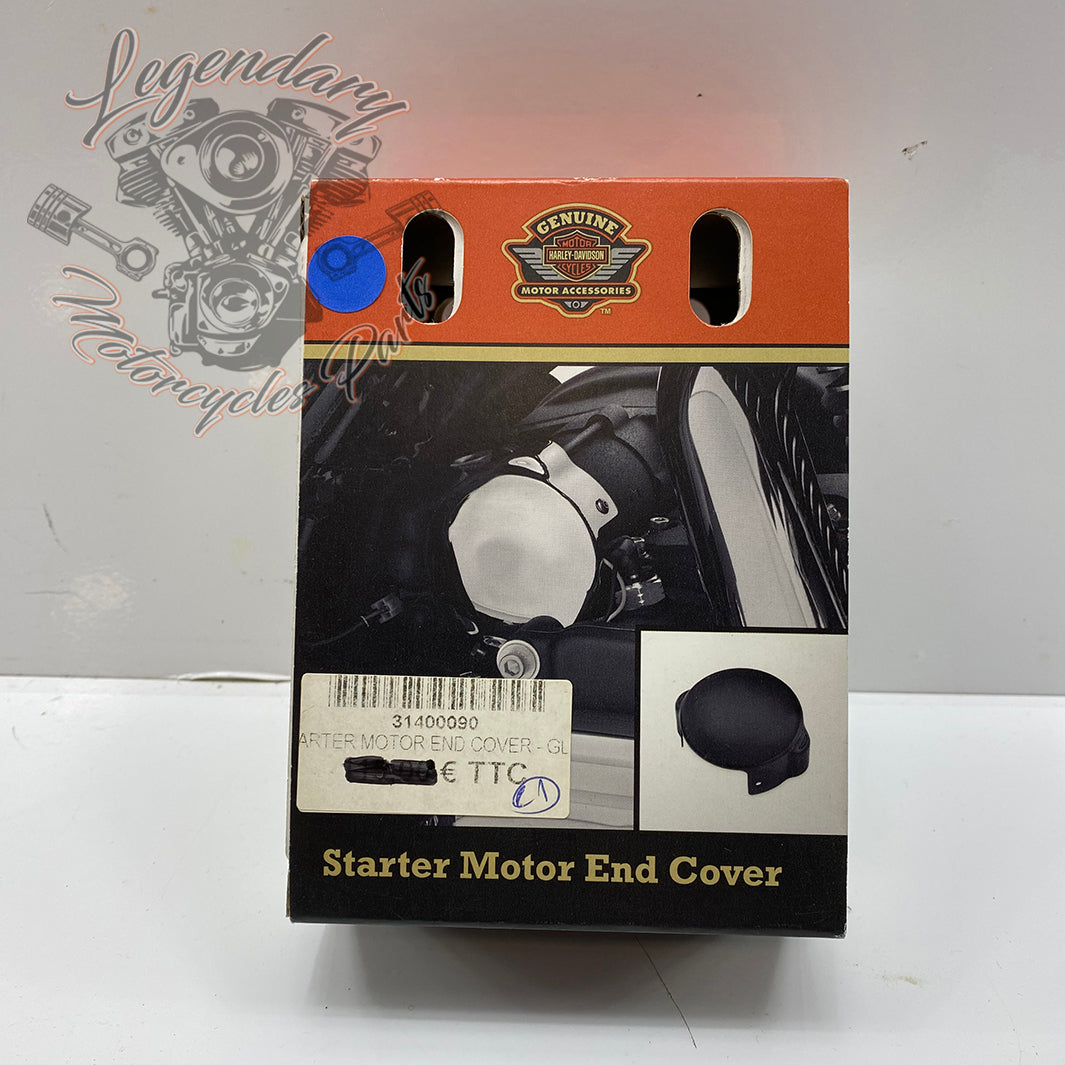 Legendary
Motorcycles Parts
GENUINE
MOTOR
HARLEY-DAVIDSON
CYCLES
MOTOR ACCESSORIES
TM
31400090
ARTER MOTOR END COVER - GL
€ TTC
L1
Starter Motor End Cover